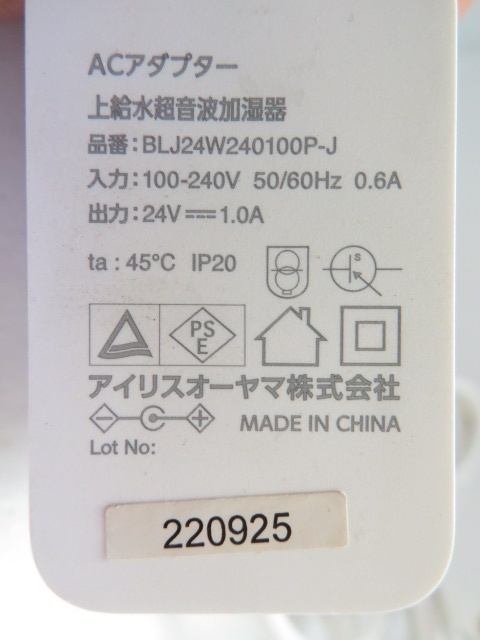 ACアダプター
上給水超音波加湿器
品番:BLJ24W240100P-J
入力:100-240V 50/60Hz 0.6A
出力:24V⎓1.0A
ta : 45°C IP20
S
PS
E
アイリスオーヤマ株式会社
MADE IN CHINA
Lot No:
220925